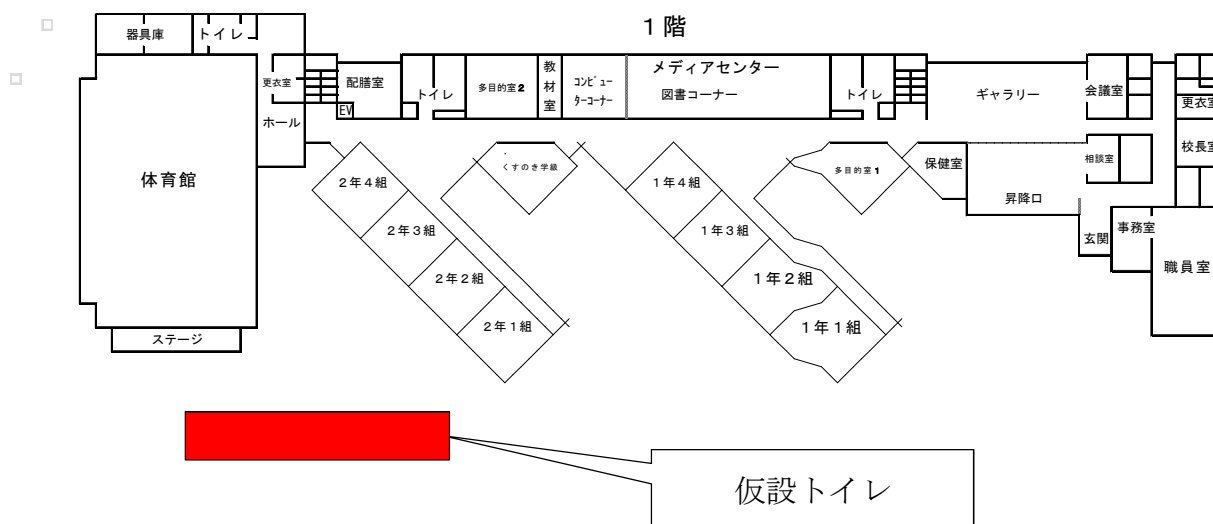 １階
器具庫
トイレ
更衣室
ホール
体育館
ステージ
配膳室
EV
トイレ
多目的室２
教材室
ｺﾝﾋﾟｭｰ
ﾀｰｺｰﾅｰ
メディアセンター
図書コーナー
トイレ
ギャラリー
会議室
更衣室
校長室
相談室
保健室
昇降口
玄関
事務室
職員室
２年４組
２年３組
２年２組
２年１組
くすのき学級
１年４組
１年３組
１年２組
１年１組
多目的室１
仮設トイレ